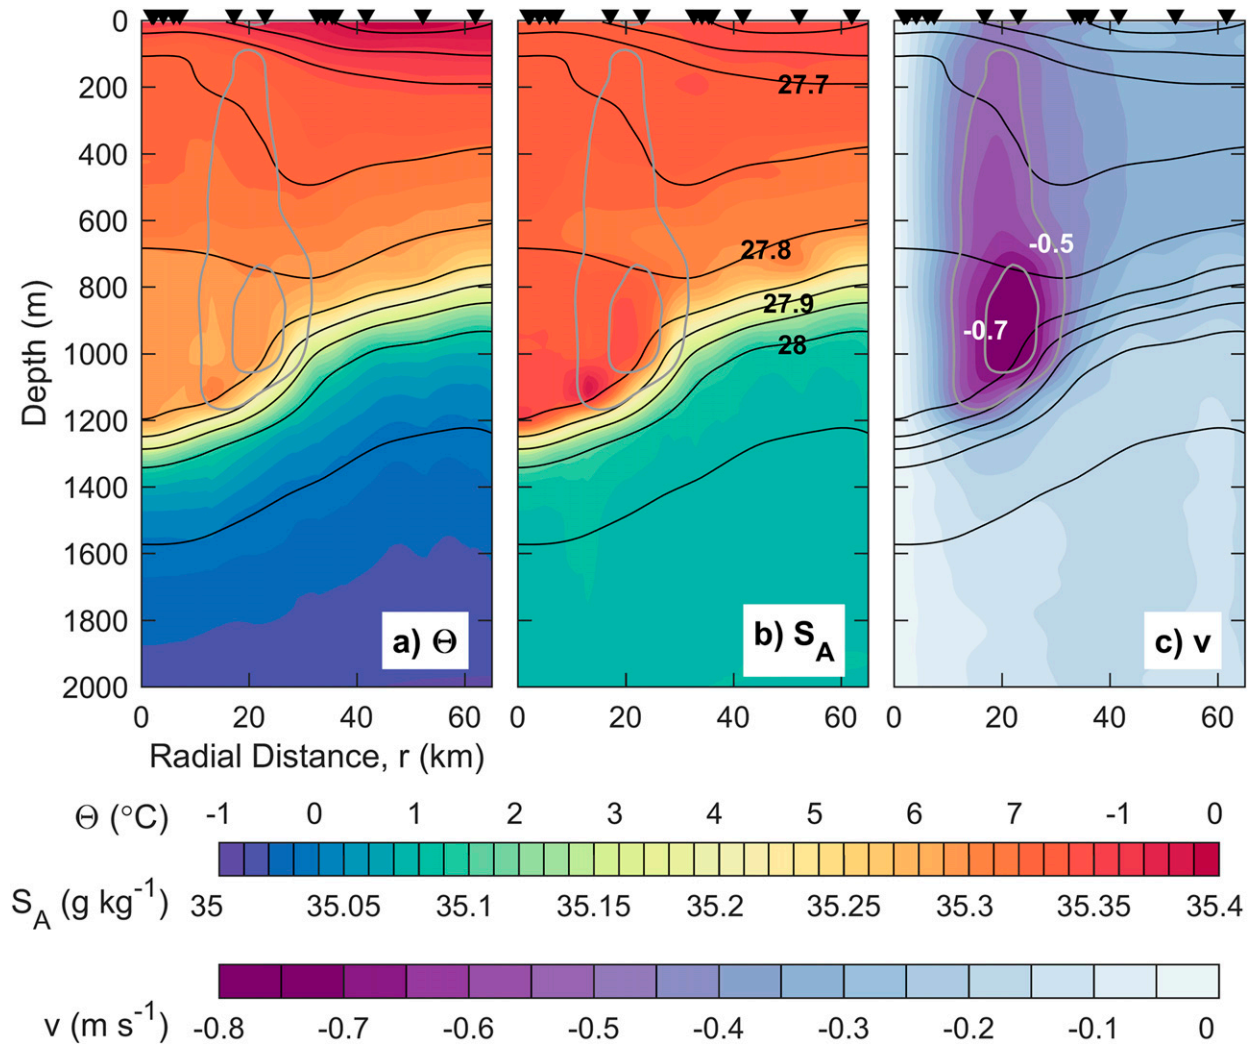 0
200
400
600
800
1000
1200
1400
1600
1800
2000
Depth (m)
27.7
27.8
27.9
28
-0.5
-0.7
a) Θ
b) S_A
c) v
0 20 40 60
0 20 40 60
0 20 40 60
Radial Distance, r (km)
Θ (°C) -1 0 1 2 3 4 5 6 7 -1 0
S_A (g kg⁻¹) 35 35.05 35.1 35.15 35.2 35.25 35.3 35.35 35.4
v (m s⁻¹) -0.8 -0.7 -0.6 -0.5 -0.4 -0.3 -0.2 -0.1 0